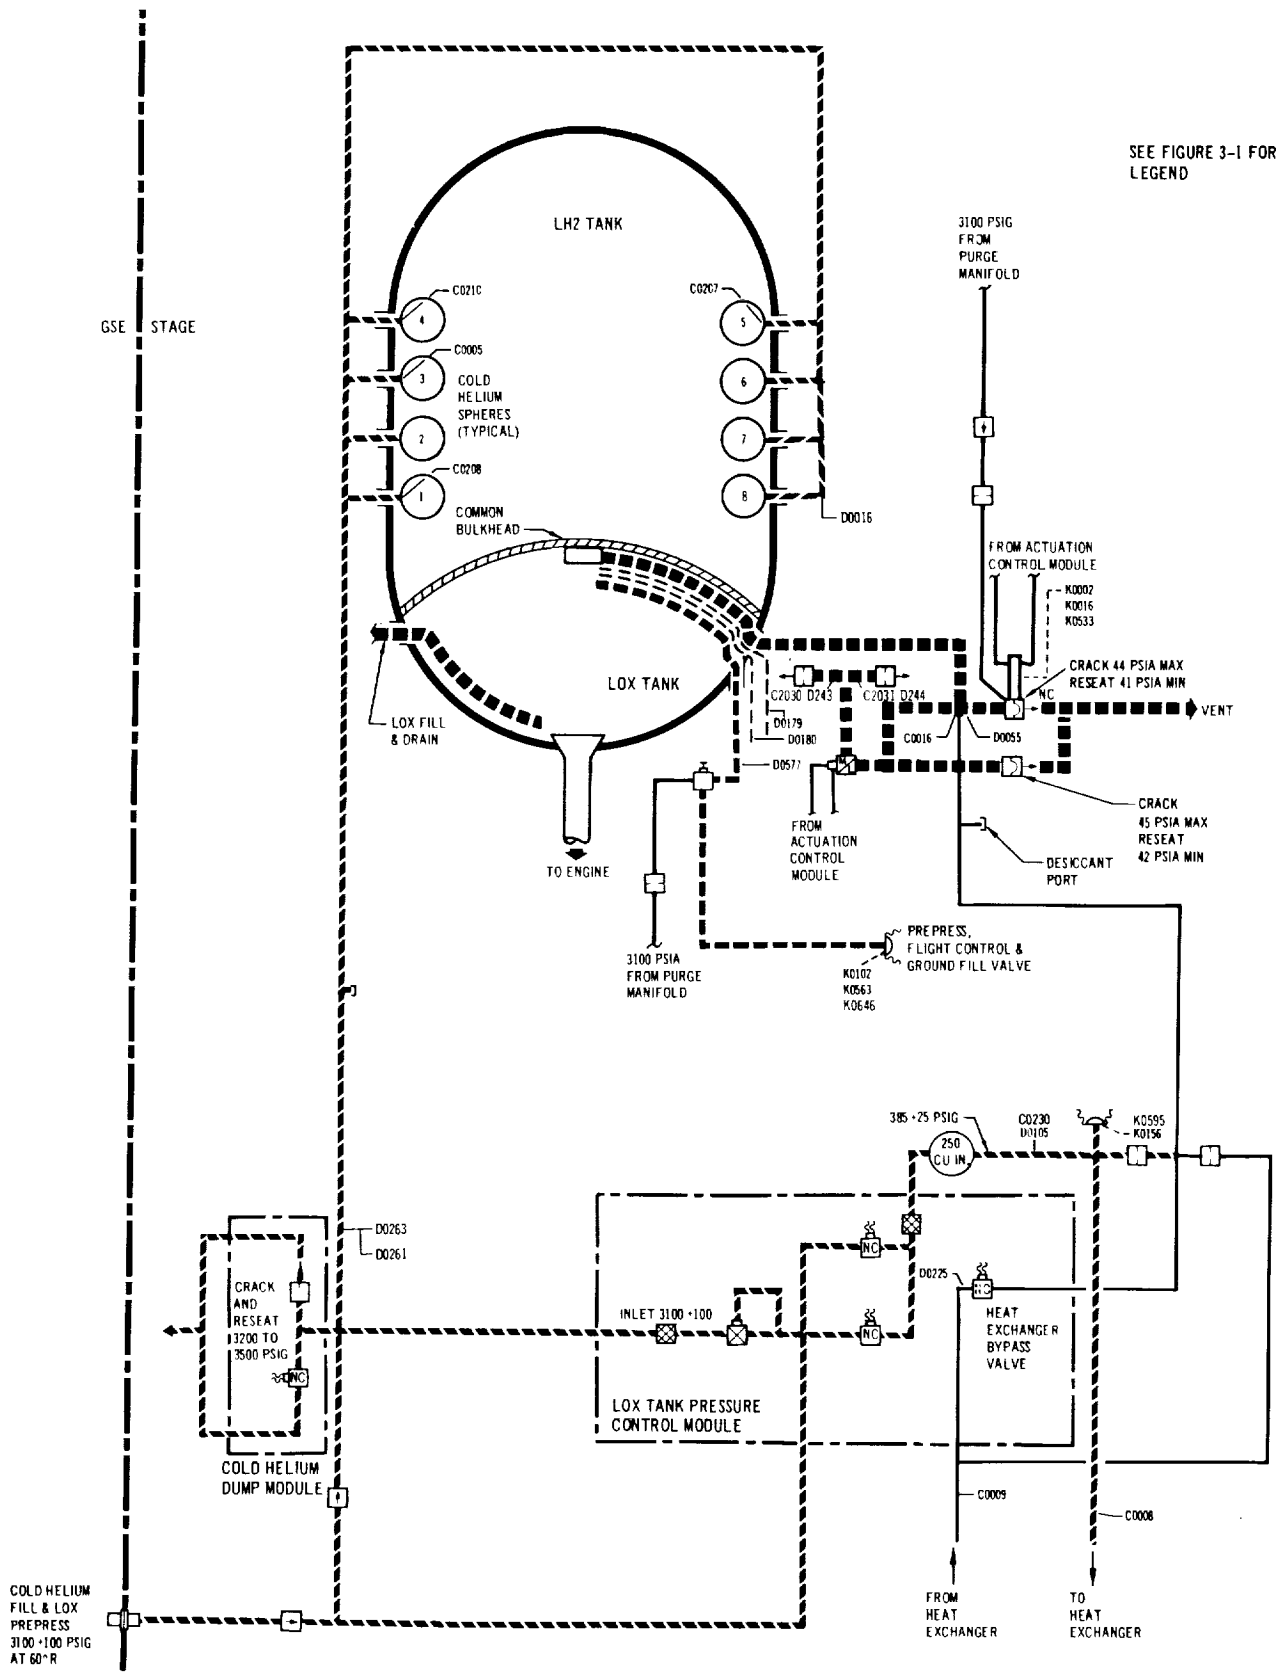 SEE FIGURE 3-1 FOR
LEGEND
3100 PSIG
FROM
PURGE
MANIFOLD
LH2 TANK
GSE
STAGE
C0210
4
C0207
5
C0005
3
COLD
HELIUM
SPHERES
(TYPICAL)
6
2
7
C0208
1
8
D0016
COMMON
BULKHEAD
FROM ACTUATION
CONTROL MODULE
K0002
K0016
K0533
CRACK 44 PSIA MAX
RESEAT 41 PSIA MIN
NC
VENT
LOX TANK
C2030 D243
C2031 D244
LOX FILL
& DRAIN
D0179
D0180
D0577
C0016
D0055
CRACK
45 PSIA MAX
RESEAT
42 PSIA MIN
M
FROM
ACTUATION
CONTROL
MODULE
DESICCANT
PORT
TO ENGINE
3100 PSIA
FROM PURGE
MANIFOLD
PREPRESS,
FLIGHT CONTROL &
GROUND FILL VALVE
K0102
K0563
K0646
385 +25 PSIG
C0230
D0105
K0595
K0156
250
CU IN.
D0263
D0261
CRACK
AND
RESEAT
3200 TO
3500 PSIG
NC
INLET 3100 +100
NC
NC
D0225
NC
HEAT
EXCHANGER
BYPASS
VALVE
LOX TANK PRESSURE
CONTROL MODULE
COLD HELIUM
DUMP MODULE
C0009
C0008
COLD HELIUM
FILL & LOX
PREPRESS
3100 +100 PSIG
AT 60°R
FROM
HEAT
EXCHANGER
TO
HEAT
EXCHANGER